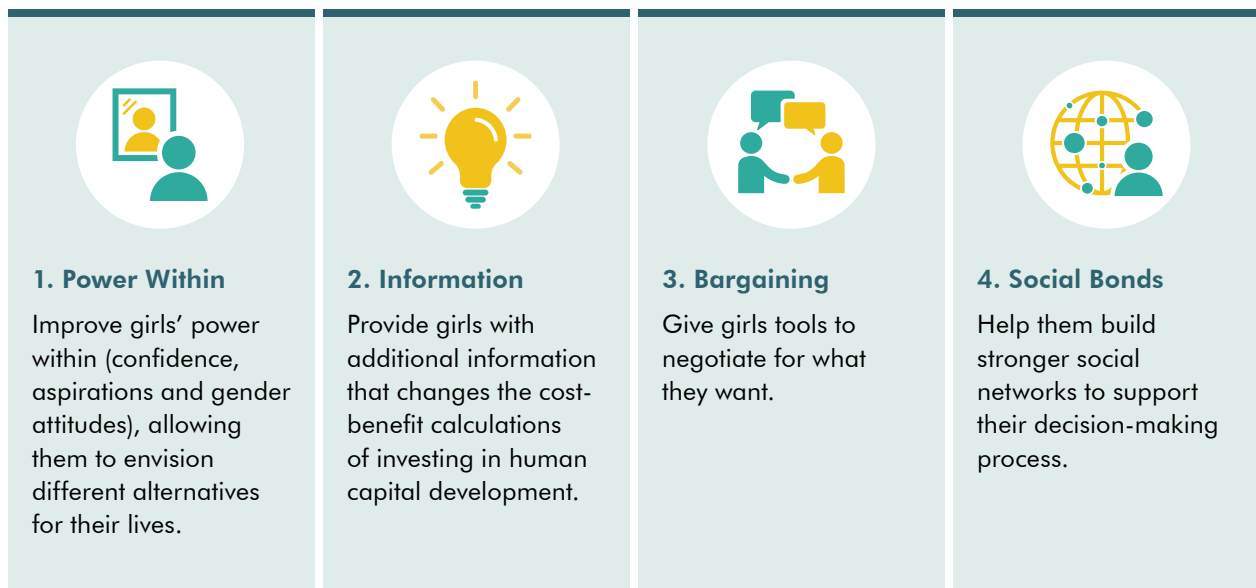 1. Power Within
Improve girls’ power
within (confidence,
aspirations and gender
attitudes), allowing
them to envision
different alternatives
for their lives.
2. Information
Provide girls with
additional information
that changes the cost-
benefit calculations
of investing in human
capital development.
3. Bargaining
Give girls tools to
negotiate for what
they want.
4. Social Bonds
Help them build
stronger social
networks to support
their decision-making
process.